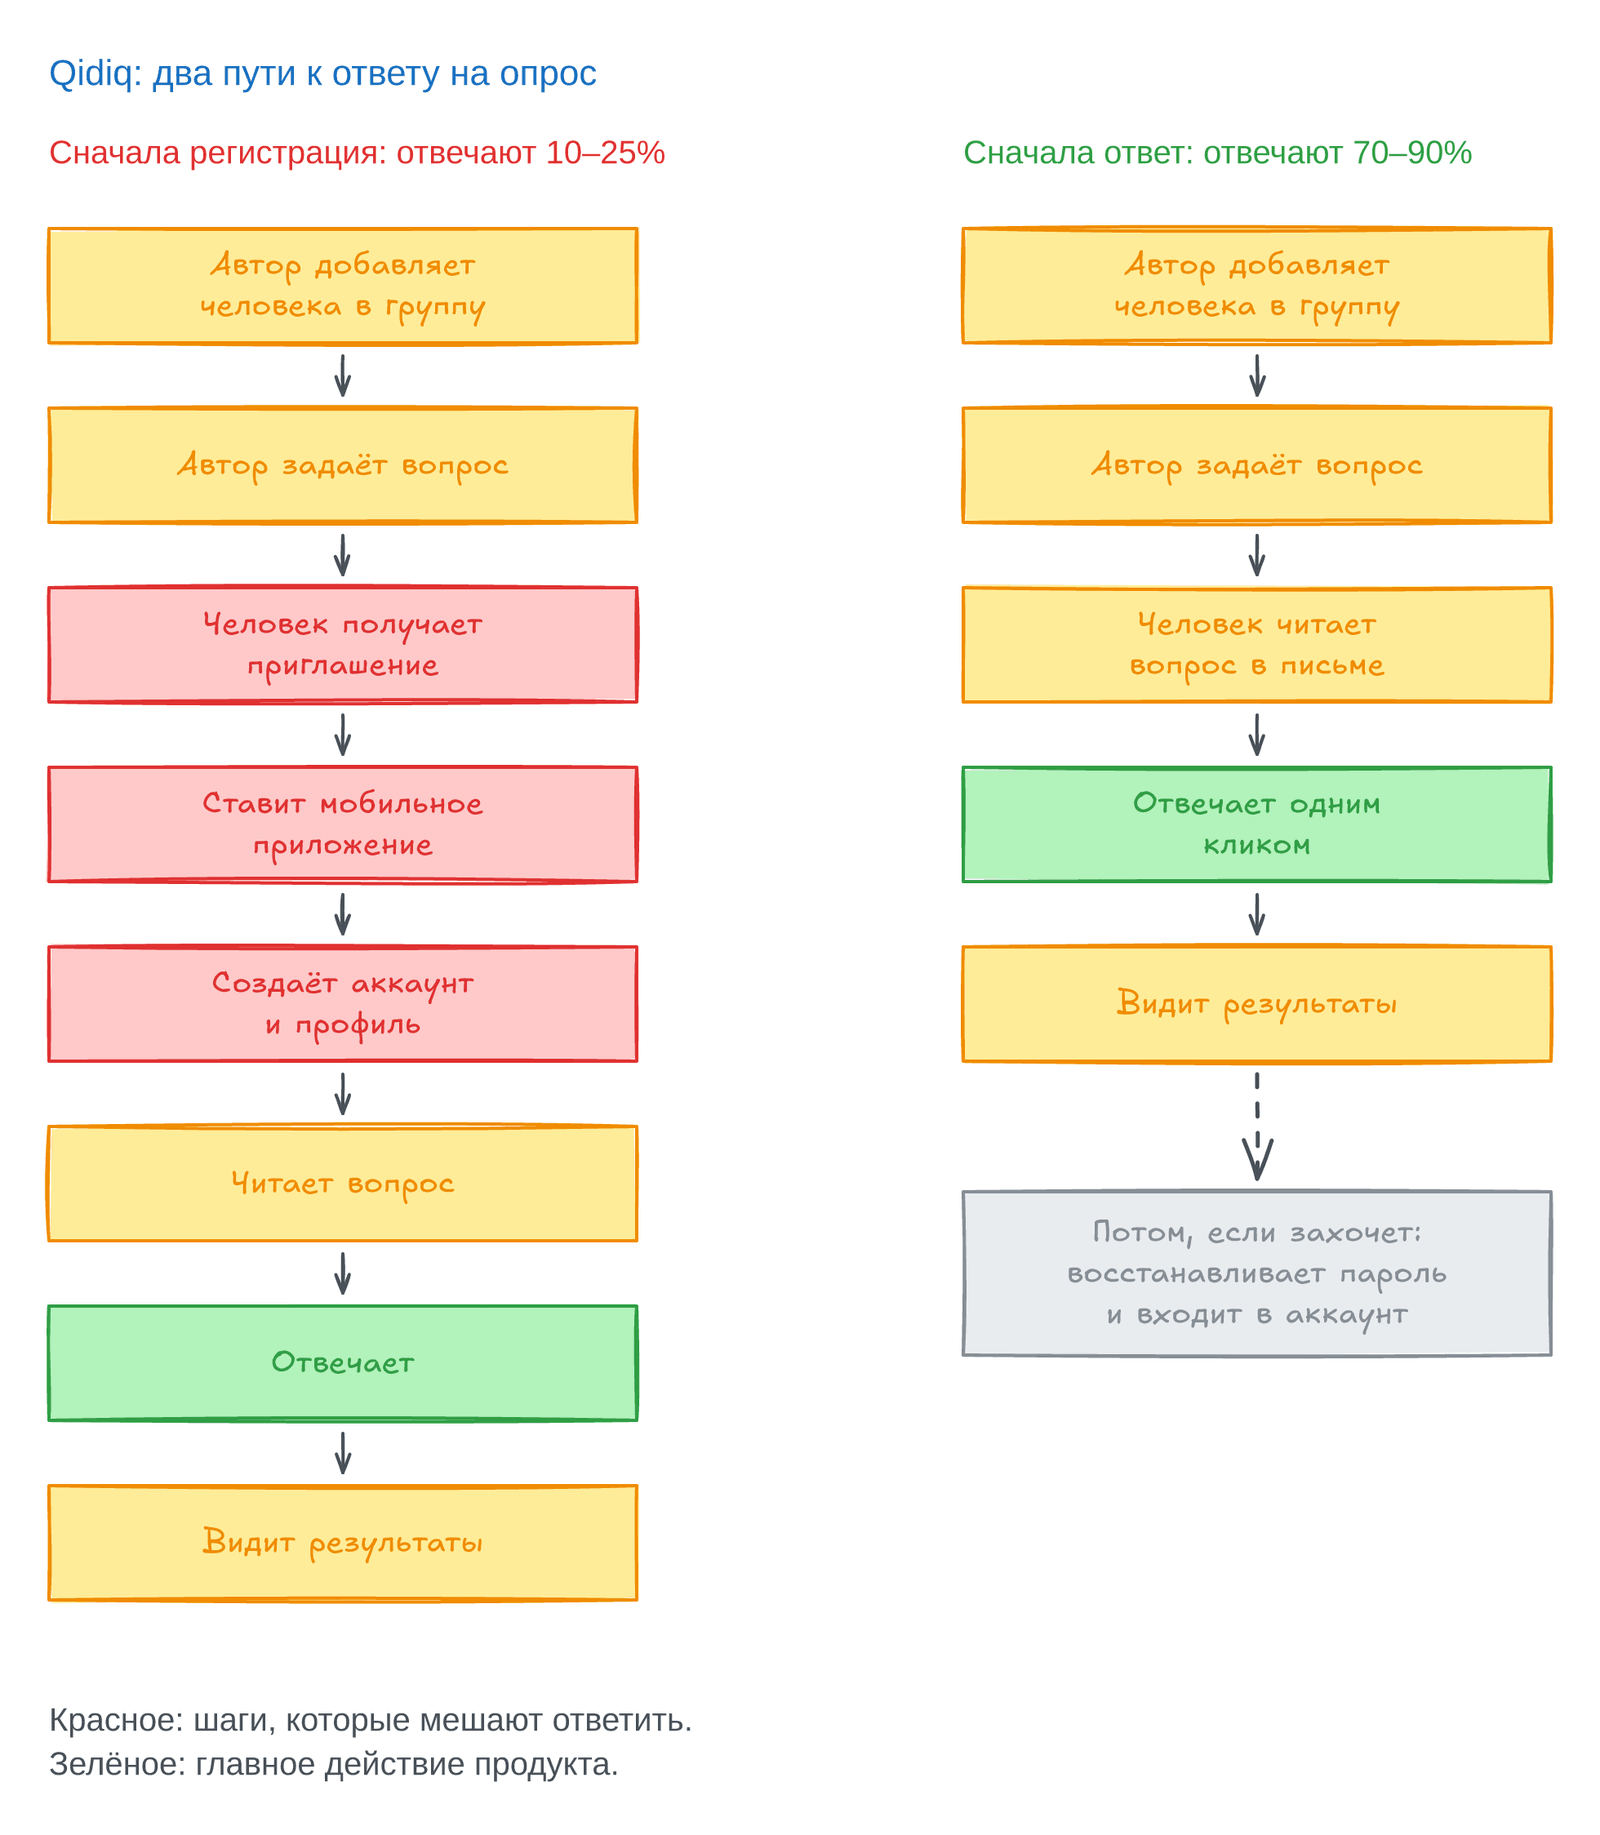 Qidiq: два пути к ответу на опрос
Сначала регистрация: отвечают 10–25%
Автор добавляет
человека в группу
Автор задаёт вопрос
Человек получает
приглашение
Ставит мобильное
приложение
Создаёт аккаунт
и профиль
Читает вопрос
Отвечает
Видит результаты
Сначала ответ: отвечают 70–90%
Автор добавляет
человека в группу
Автор задаёт вопрос
Человек читает
вопрос в письме
Отвечает одним
кликом
Видит результаты
Потом, если захочет:
восстанавливает пароль
и входит в аккаунт
Красное: шаги, которые мешают ответить.
Зелёное: главное действие продукта.